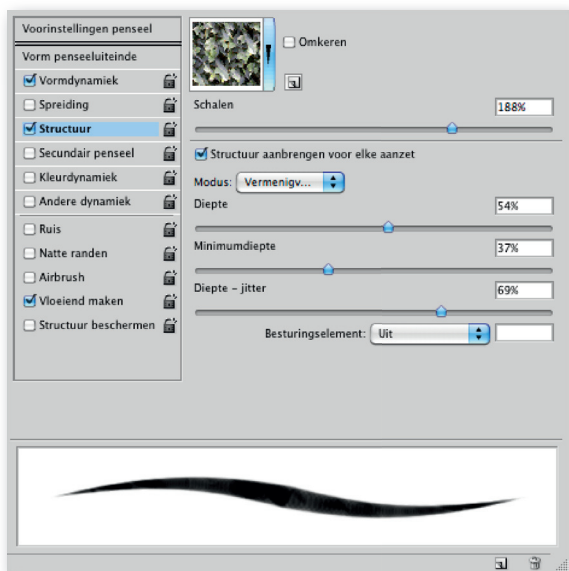 Voorinstellingen penseel
Vorm penseeluiteinde
Vormdynamiek
Spreiding
Structuur
Secundair penseel
Kleurdynamiek
Andere dynamiek
Ruis
Natte randen
Airbrush
Vloeiend maken
Structuur beschermen
Omkeren
Schalen 188%
Structuur aanbrengen voor elke aanzet
Modus: Vermenigv...
Diepte 54%
Minimumdiepte 37%
Diepte – jitter 69%
Besturingselement: Uit